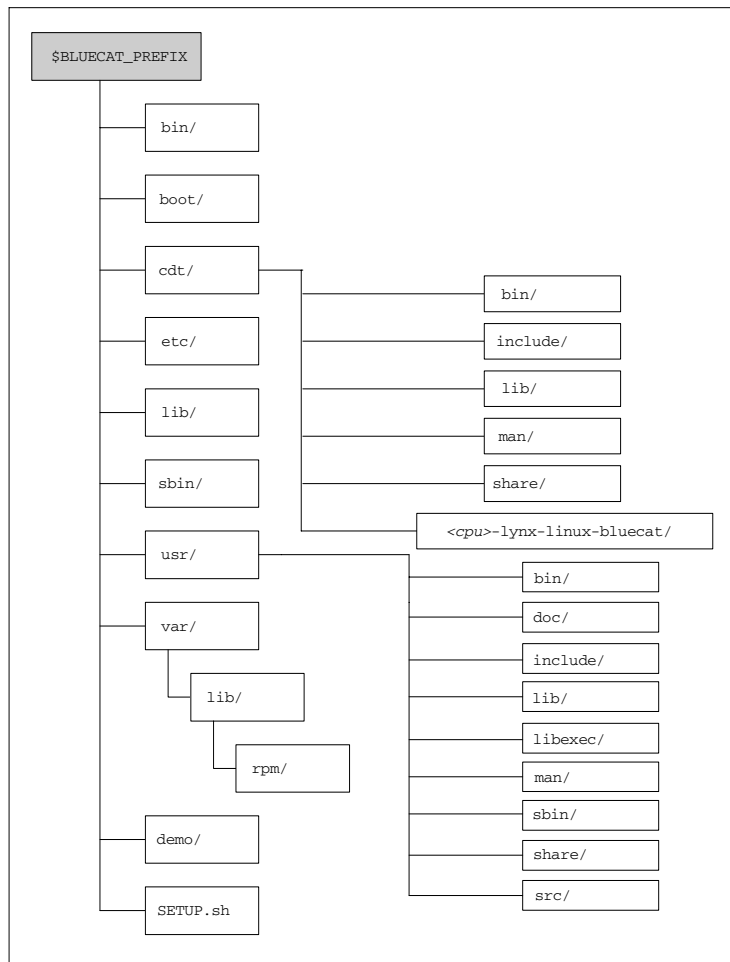 $BLUECAT_PREFIX
bin/
boot/
cdt/
bin/
include/
lib/
man/
share/
<cpu>-lynx-linux-bluecat/
etc/
lib/
sbin/
usr/
bin/
doc/
include/
lib/
libexec/
man/
sbin/
share/
src/
var/
lib/
rpm/
demo/
SETUP.sh